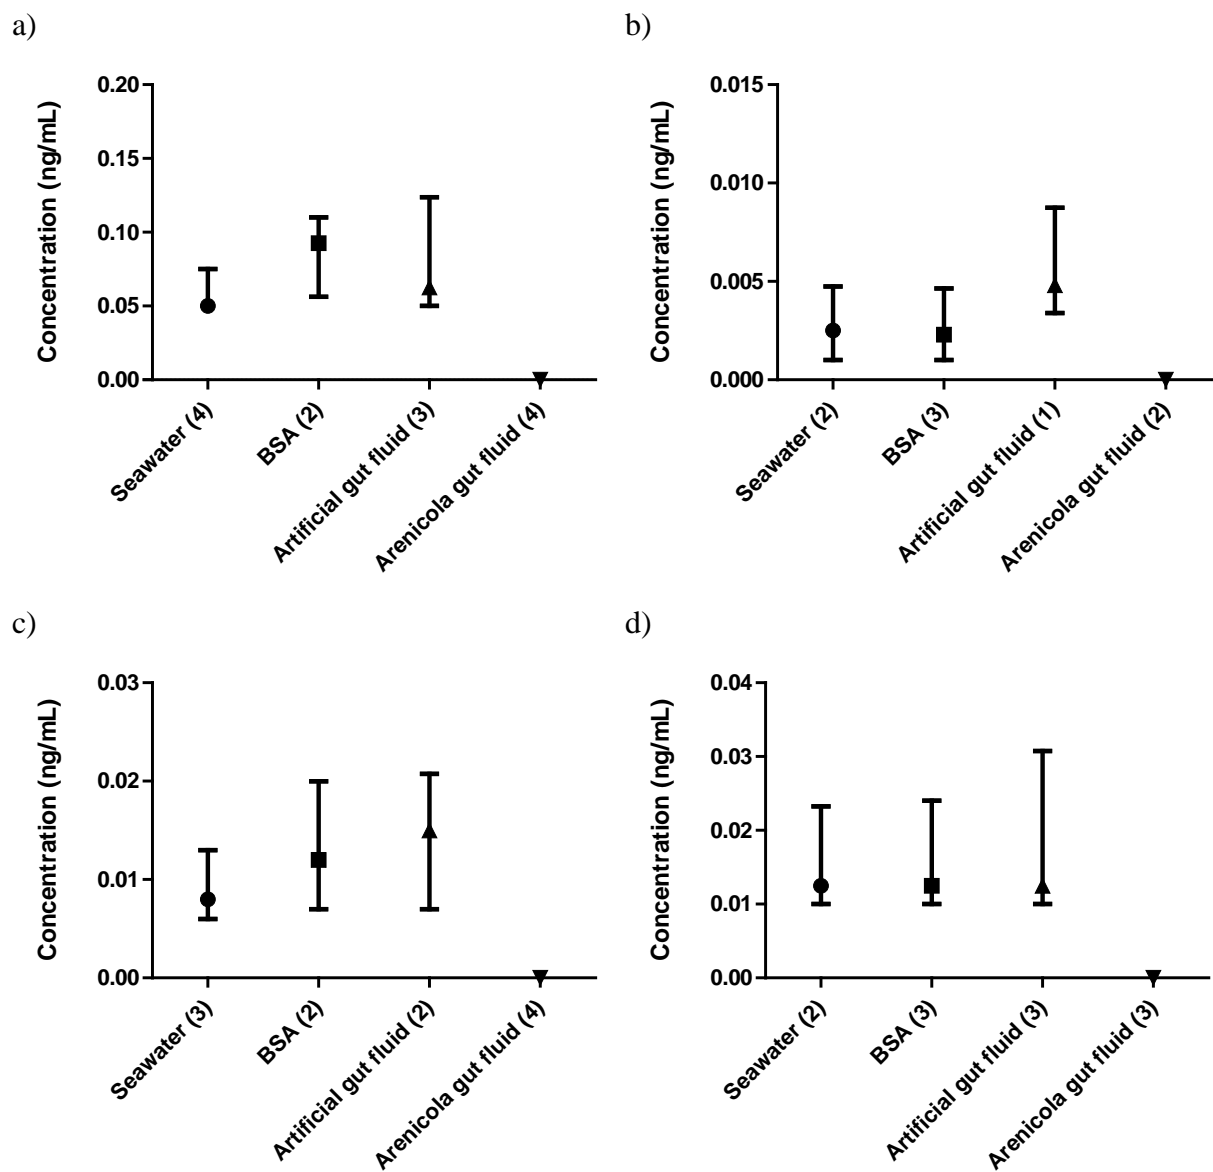 a)
Concentration (ng/mL)
0.20
0.15
0.10
0.05
0.00
Seawater (4)
BSA (2)
Artificial gut fluid (3)
Arenicola gut fluid (4)
b)
Concentration (ng/mL)
0.015
0.010
0.005
0.000
Seawater (2)
BSA (3)
Artificial gut fluid (1)
Arenicola gut fluid (2)
c)
Concentration (ng/mL)
0.03
0.02
0.01
0.00
Seawater (3)
BSA (2)
Artificial gut fluid (2)
Arenicola gut fluid (4)
d)
Concentration (ng/mL)
0.04
0.03
0.02
0.01
0.00
Seawater (2)
BSA (3)
Artificial gut fluid (3)
Arenicola gut fluid (3)